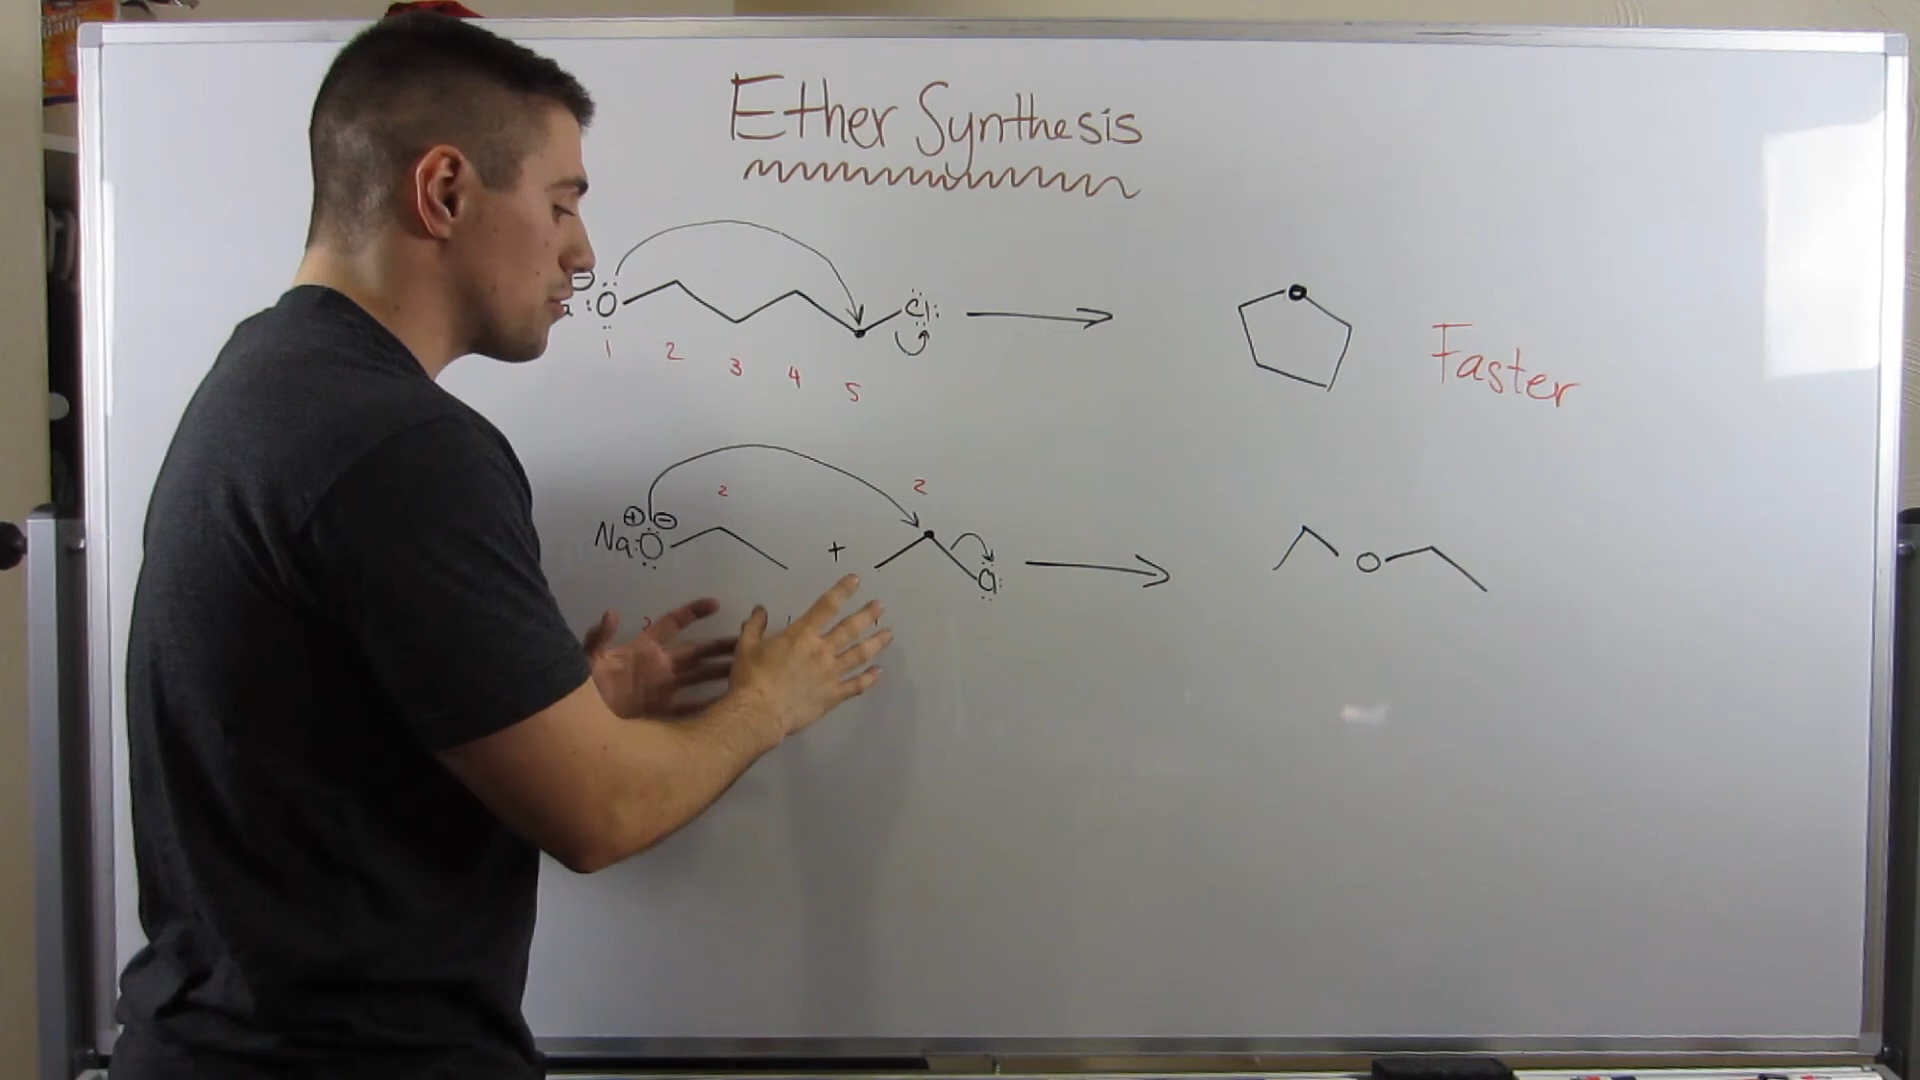 Ether Synthesis
⊖
:Ö Cl:
1 2 3 4 5
Faster
2 2
⊕ ⊖
Na:Ö + Cl: O